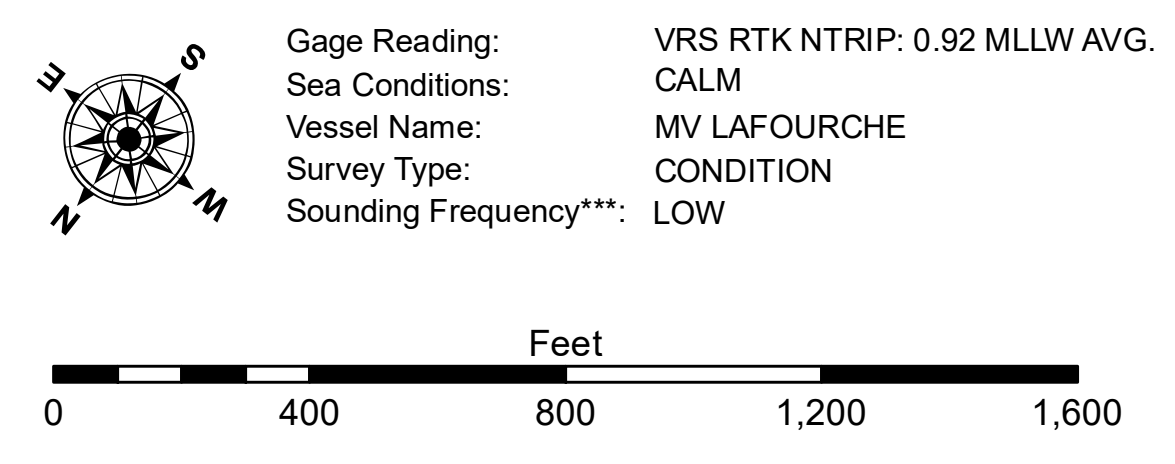 S
E
W
N
Gage Reading: VRS RTK NTRIP: 0.92 MLLW AVG.
Sea Conditions: CALM
Vessel Name: MV LAFOURCHE
Survey Type: CONDITION
Sounding Frequency***: LOW
Feet
0 400 800 1,200 1,600